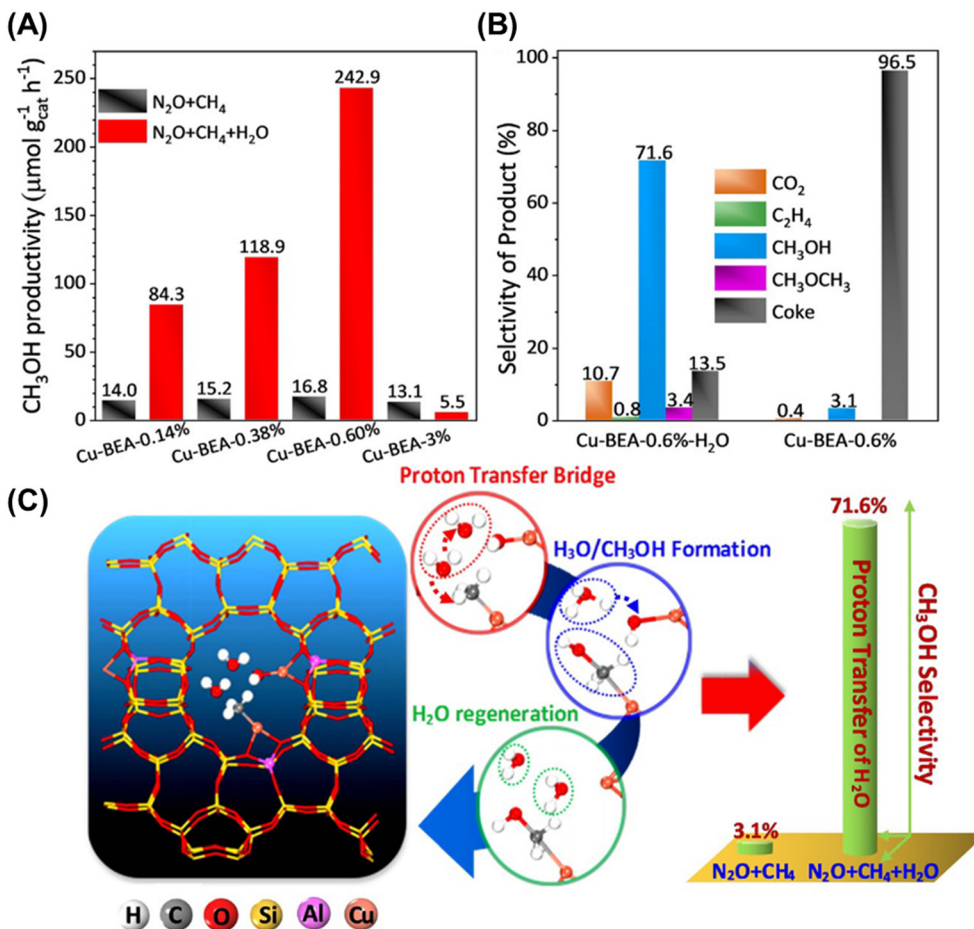 (A)
CH₃OH productivity (μmol g⁻¹cat h⁻¹)
250
200
150
100
50
0
N₂O+CH₄
N₂O+CH₄+H₂O
14.0
84.3
15.2
118.9
16.8
242.9
13.1
5.5
Cu-BEA-0.14%
Cu-BEA-0.38%
Cu-BEA-0.60%
Cu-BEA-3%
(B)
Selctivity of Product (%)
100
80
60
40
20
0
CO₂
C₂H₄
CH₃OH
CH₃OCH₃
Coke
10.7
0.8
71.6
3.4
13.5
0.4
3.1
96.5
Cu-BEA-0.6%-H₂O
Cu-BEA-0.6%
(C)
Proton Transfer Bridge
H₃O/CH₃OH Formation
H₂O regeneration
71.6%
Proton Transfer of H₂O
CH₃OH Selectivity
3.1%
N₂O+CH₄
N₂O+CH₄+H₂O
H C O Si Al Cu